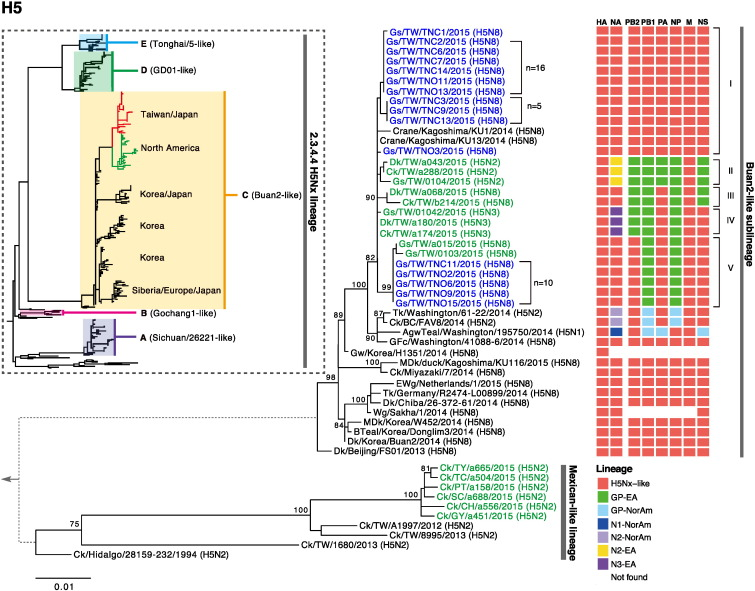 H5
E (Tonghai/5-like)
D (GD01-like)
Taiwan/Japan
North America
Korea/Japan
C (Buan2-like)
Korea
Korea
Siberia/Europe/Japan
B (Gochang1-like)
A (Sichuan/26221-like)
2.3.4.4 H5Nx lineage
HA NA PB2 PB1 PA NP M NS
Gs/TW/TNC1/2015 (H5N8)
Gs/TW/TNC2/2015 (H5N8)
Gs/TW/TNC6/2015 (H5N8)
Gs/TW/TNC7/2015 (H5N8)
Gs/TW/TNC14/2015 (H5N8)
Gs/TW/TNO11/2015 (H5N8)
Gs/TW/TNO13/2015 (H5N8)
n=16
Gs/TW/TNC3/2015 (H5N8)
Gs/TW/TNC9/2015 (H5N8)
Gs/TW/TNC13/2015 (H5N8)
n=5
Crane/Kagoshima/KU1/2014 (H5N8)
Crane/Kagoshima/KU13/2014 (H5N8)
Gs/TW/TNO3/2015 (H5N8)
Dk/TW/a043/2015 (H5N2)
Ck/TW/a288/2015 (H5N2)
Gs/TW/0104/2015 (H5N2)
Dk/TW/a068/2015 (H5N8)
90
Ck/TW/b214/2015 (H5N8)
Gs/TW/01042/2015 (H5N3)
Dk/TW/a180/2015 (H5N3)
Ck/TW/a174/2015 (H5N3)
Gs/TW/a015/2015 (H5N8)
Gs/TW/0103/2015 (H5N8)
82
Gs/TW/TNC11/2015 (H5N8)
Gs/TW/TNO2/2015 (H5N8)
Gs/TW/TNO6/2015 (H5N8)
Gs/TW/TNO9/2015 (H5N8)
Gs/TW/TNO15/2015 (H5N8)
n=10
99
100
87
Tk/Washington/61-22/2014 (H5N2)
Ck/BC/FAV8/2014 (H5N2)
AgwTeal/Washington/195750/2014 (H5N1)
90
GFc/Washington/41088-6/2014 (H5N8)
89
Gw/Korea/H1351/2014 (H5N8)
MDk/duck/Kagoshima/KU116/2015 (H5N8)
100
Ck/Miyazaki/7/2014 (H5N8)
98
EWg/Netherlands/1/2015 (H5N8)
Tk/Germany/R2474-L00899/2014 (H5N8)
100
Dk/Chiba/26-372-61/2014 (H5N8)
Wg/Sakha/1/2014 (H5N8)
MDk/Korea/W452/2014 (H5N8)
84
BTeal/Korea/Donglim3/2014 (H5N8)
Dk/Korea/Buan2/2014 (H5N8)
Dk/Beijing/FS01/2013 (H5N8)
I
II
III
IV
V
Buan2-like sublineage
81
Ck/TY/a665/2015 (H5N2)
Ck/TC/a504/2015 (H5N2)
Ck/PT/a158/2015 (H5N2)
100
Ck/SC/a688/2015 (H5N2)
Ck/CH/a556/2015 (H5N2)
Ck/GY/a451/2015 (H5N2)
100
Ck/TW/A1997/2012 (H5N2)
Ck/TW/8995/2013 (H5N2)
75
Ck/TW/1680/2013 (H5N2)
Ck/Hidalgo/28159-232/1994 (H5N2)
Mexican-like lineage
0.01
Lineage
H5Nx-like
GP-EA
GP-NorAm
N1-NorAm
N2-NorAm
N2-EA
N3-EA
Not found